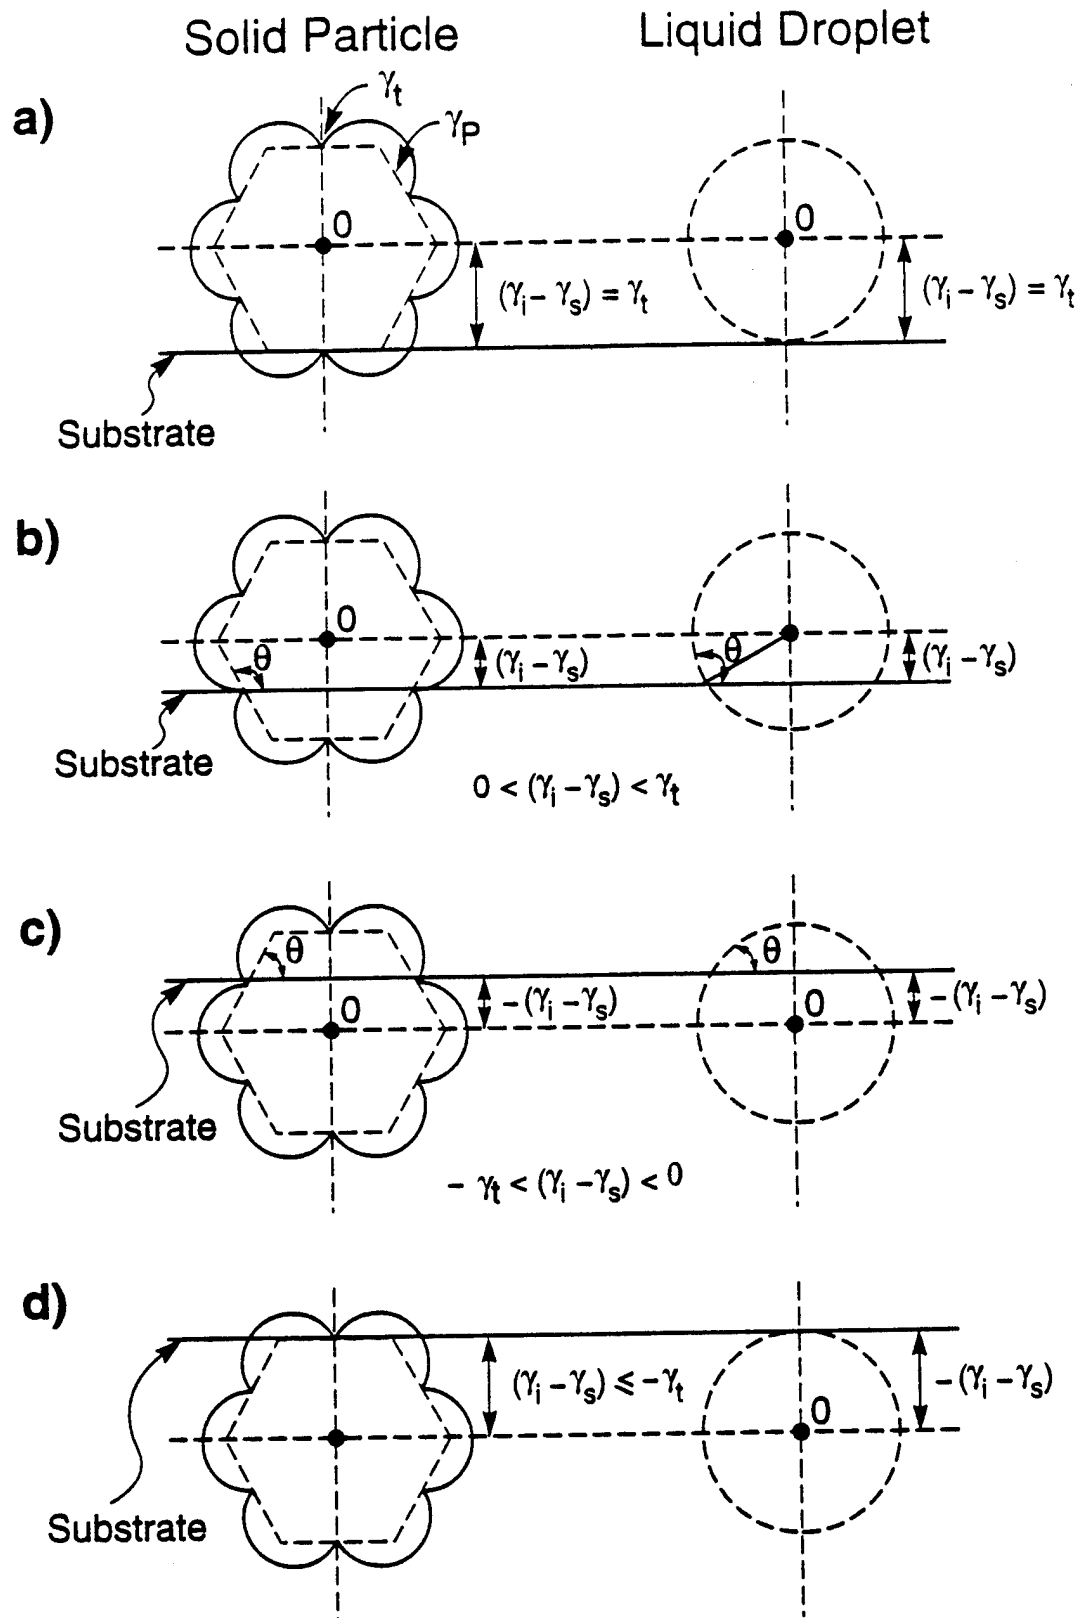 Solid Particle Liquid Droplet
a)
γt
γP
0 0
(γi – γs) = γt (γi – γs) = γt
Substrate
b)
0
θ (γi – γs) θ (γi – γs)
Substrate
0 < (γi – γs) < γt
c)
θ θ
0 –(γi – γs) 0 –(γi – γs)
Substrate
– γt < (γi – γs) < 0
d)
(γi – γs) ⩽ –γt 0 –(γi – γs)
Substrate